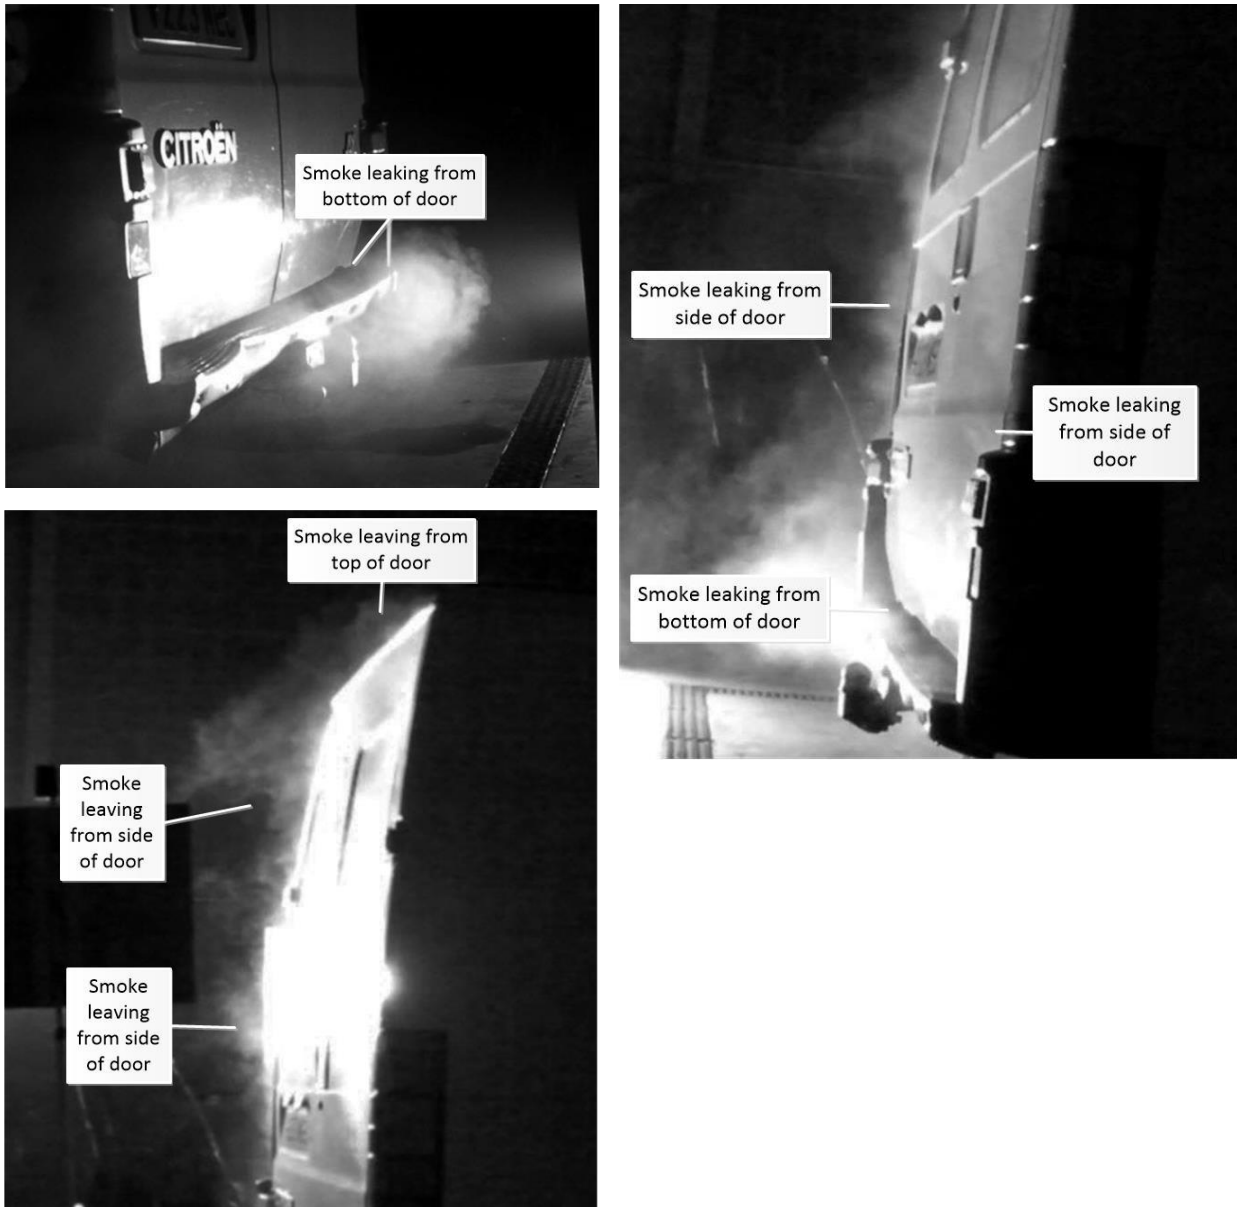 CITROËN
Smoke leaking from
bottom of door
Smoke leaking from
side of door
Smoke leaking
from side of
door
Smoke leaking from
bottom of door
Smoke leaving from
top of door
Smoke
leaving
from side
of door
Smoke
leaving
from side
of door